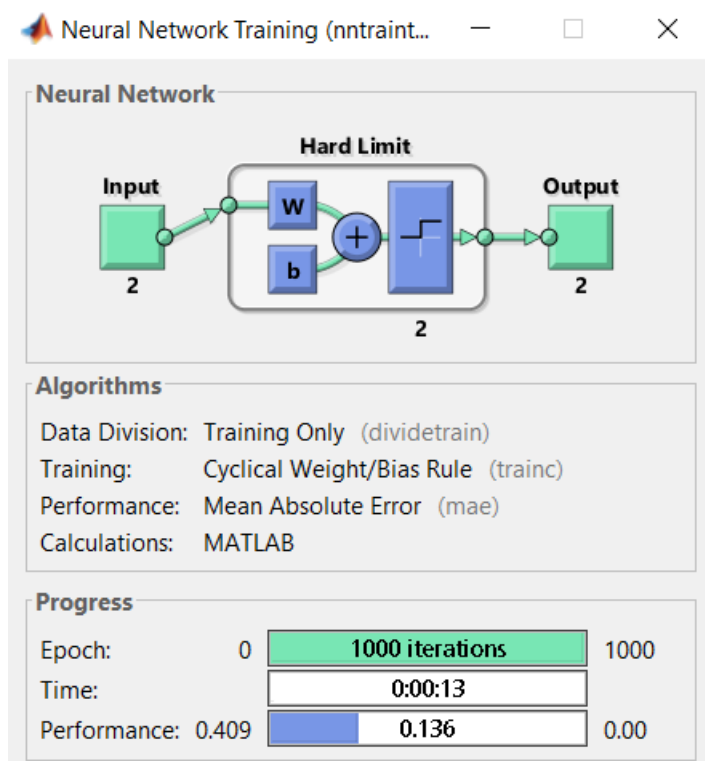 Neural Network Training (nntraint...
Neural Network
Hard Limit
Input
Output
W
b
+
2
2
2
Algorithms
Data Division: Training Only (dividetrain)
Training: Cyclical Weight/Bias Rule (trainc)
Performance: Mean Absolute Error (mae)
Calculations: MATLAB
Progress
Epoch: 0 1000 iterations 1000
Time: 0:00:13
Performance: 0.409 0.136 0.00